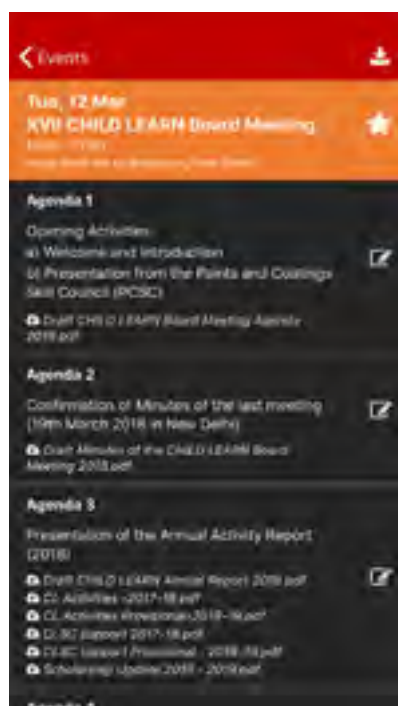 Events
Tue, 12 Mar
XVII CHILD LEARN Board Meeting
Agenda 1
Opening Activities
a) Welcome and Introduction
b) Presentation from the Paints and Coatings
Skill Council (PCSC)
Draft CHILD LEARN Board Meeting Agenda
2019.pdf
Agenda 2
Confirmation of Minutes of the last meeting
(19th March 2018 in New Delhi)
Draft Minutes of the CHILD LEARN Board
Meeting 2018.pdf
Agenda 3
Presentation of the Annual Activity Report
(2018)
Draft CHILD LEARN Annual Report 2018.pdf
CL Activities -2017-18.pdf
CL Activities Provisional-2018-19.pdf
CL-SC Support 2017-18.pdf
CL-SC Support Provisional - 2018-19.pdf
Scholarship Update 2018 - 2019.pdf